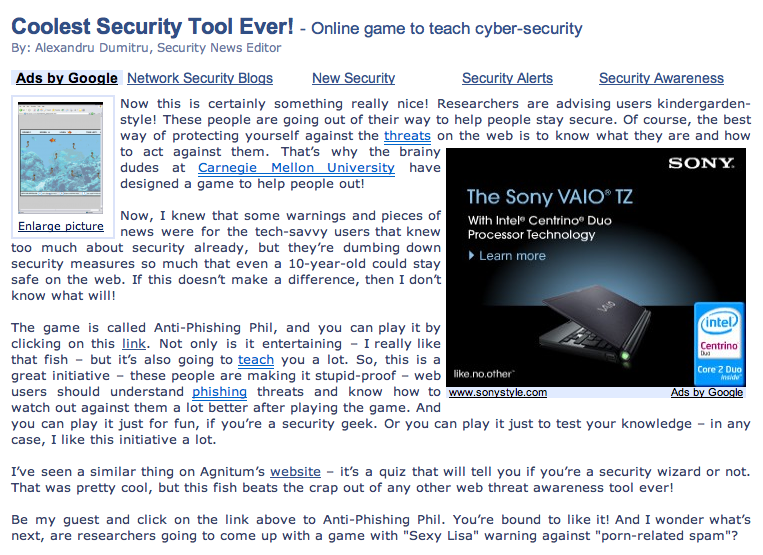 Coolest Security Tool Ever! - Online game to teach cyber-security
By: Alexandru Dumitru, Security News Editor
Ads by Google Network Security Blogs New Security Security Alerts Security Awareness
Now this is certainly something really nice! Researchers are advising users kindergarden-
style! These people are going out of their way to help people stay secure. Of course, the best
way of protecting yourself against the threats on the web is to know what they are and how
to act against them. That's why the brainy
dudes at Carnegie Mellon University have
designed a game to help people out!
Enlarge picture
Now, I knew that some warnings and pieces of
news were for the tech-savvy users that knew
too much about security already, but they're dumbing down
security measures so much that even a 10-year-old could stay
safe on the web. If this doesn't make a difference, then I don't
know what will!
The game is called Anti-Phishing Phil, and you can play it by
clicking on this link. Not only is it entertaining – I really like
that fish – but it's also going to teach you a lot. So, this is a
great initiative – these people are making it stupid-proof – web
users should understand phishing threats and know how to
watch out against them a lot better after playing the game. And
you can play it just for fun, if you're a security geek. Or you can play it just to test your knowledge – in any
case, I like this initiative a lot.
SONY.
The Sony VAIO® TZ
With Intel® Centrino® Duo
Processor Technology
Learn more
VAIO
intel
Centrino
Duo
Core 2 Duo
inside™
like.no.other™
www.sonystyle.com Ads by Google
I've seen a similar thing on Agnitum's website – it's a quiz that will tell you if you're a security wizard or not.
That was pretty cool, but this fish beats the crap out of any other web threat awareness tool ever!
Be my guest and click on the link above to Anti-Phishing Phil. You're bound to like it! And I wonder what's
next, are researchers going to come up with a game with "Sexy Lisa" warning against "porn-related spam"?